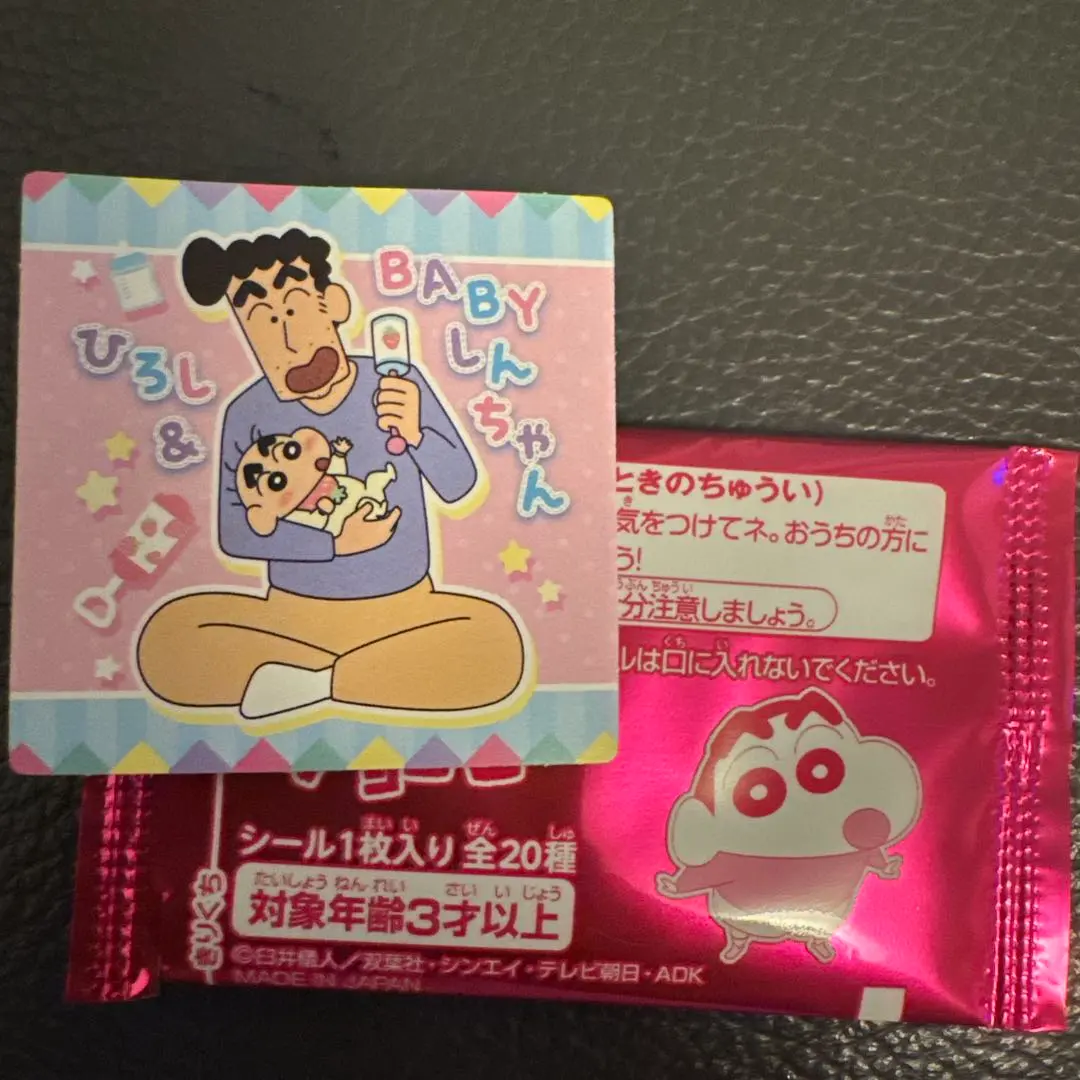 BABY
しんちゃん
ひろし
&
ときのちゅうい)
気をつけてネ。おうちの方に
う!
分注意しましょう。
ルは口に入れないでください。
シール1枚入り 全20種
対象年齢3才以上
きりくち
©臼井儀人/双葉社・シンエイ・テレビ朝日・ADK
MADE IN JAPAN